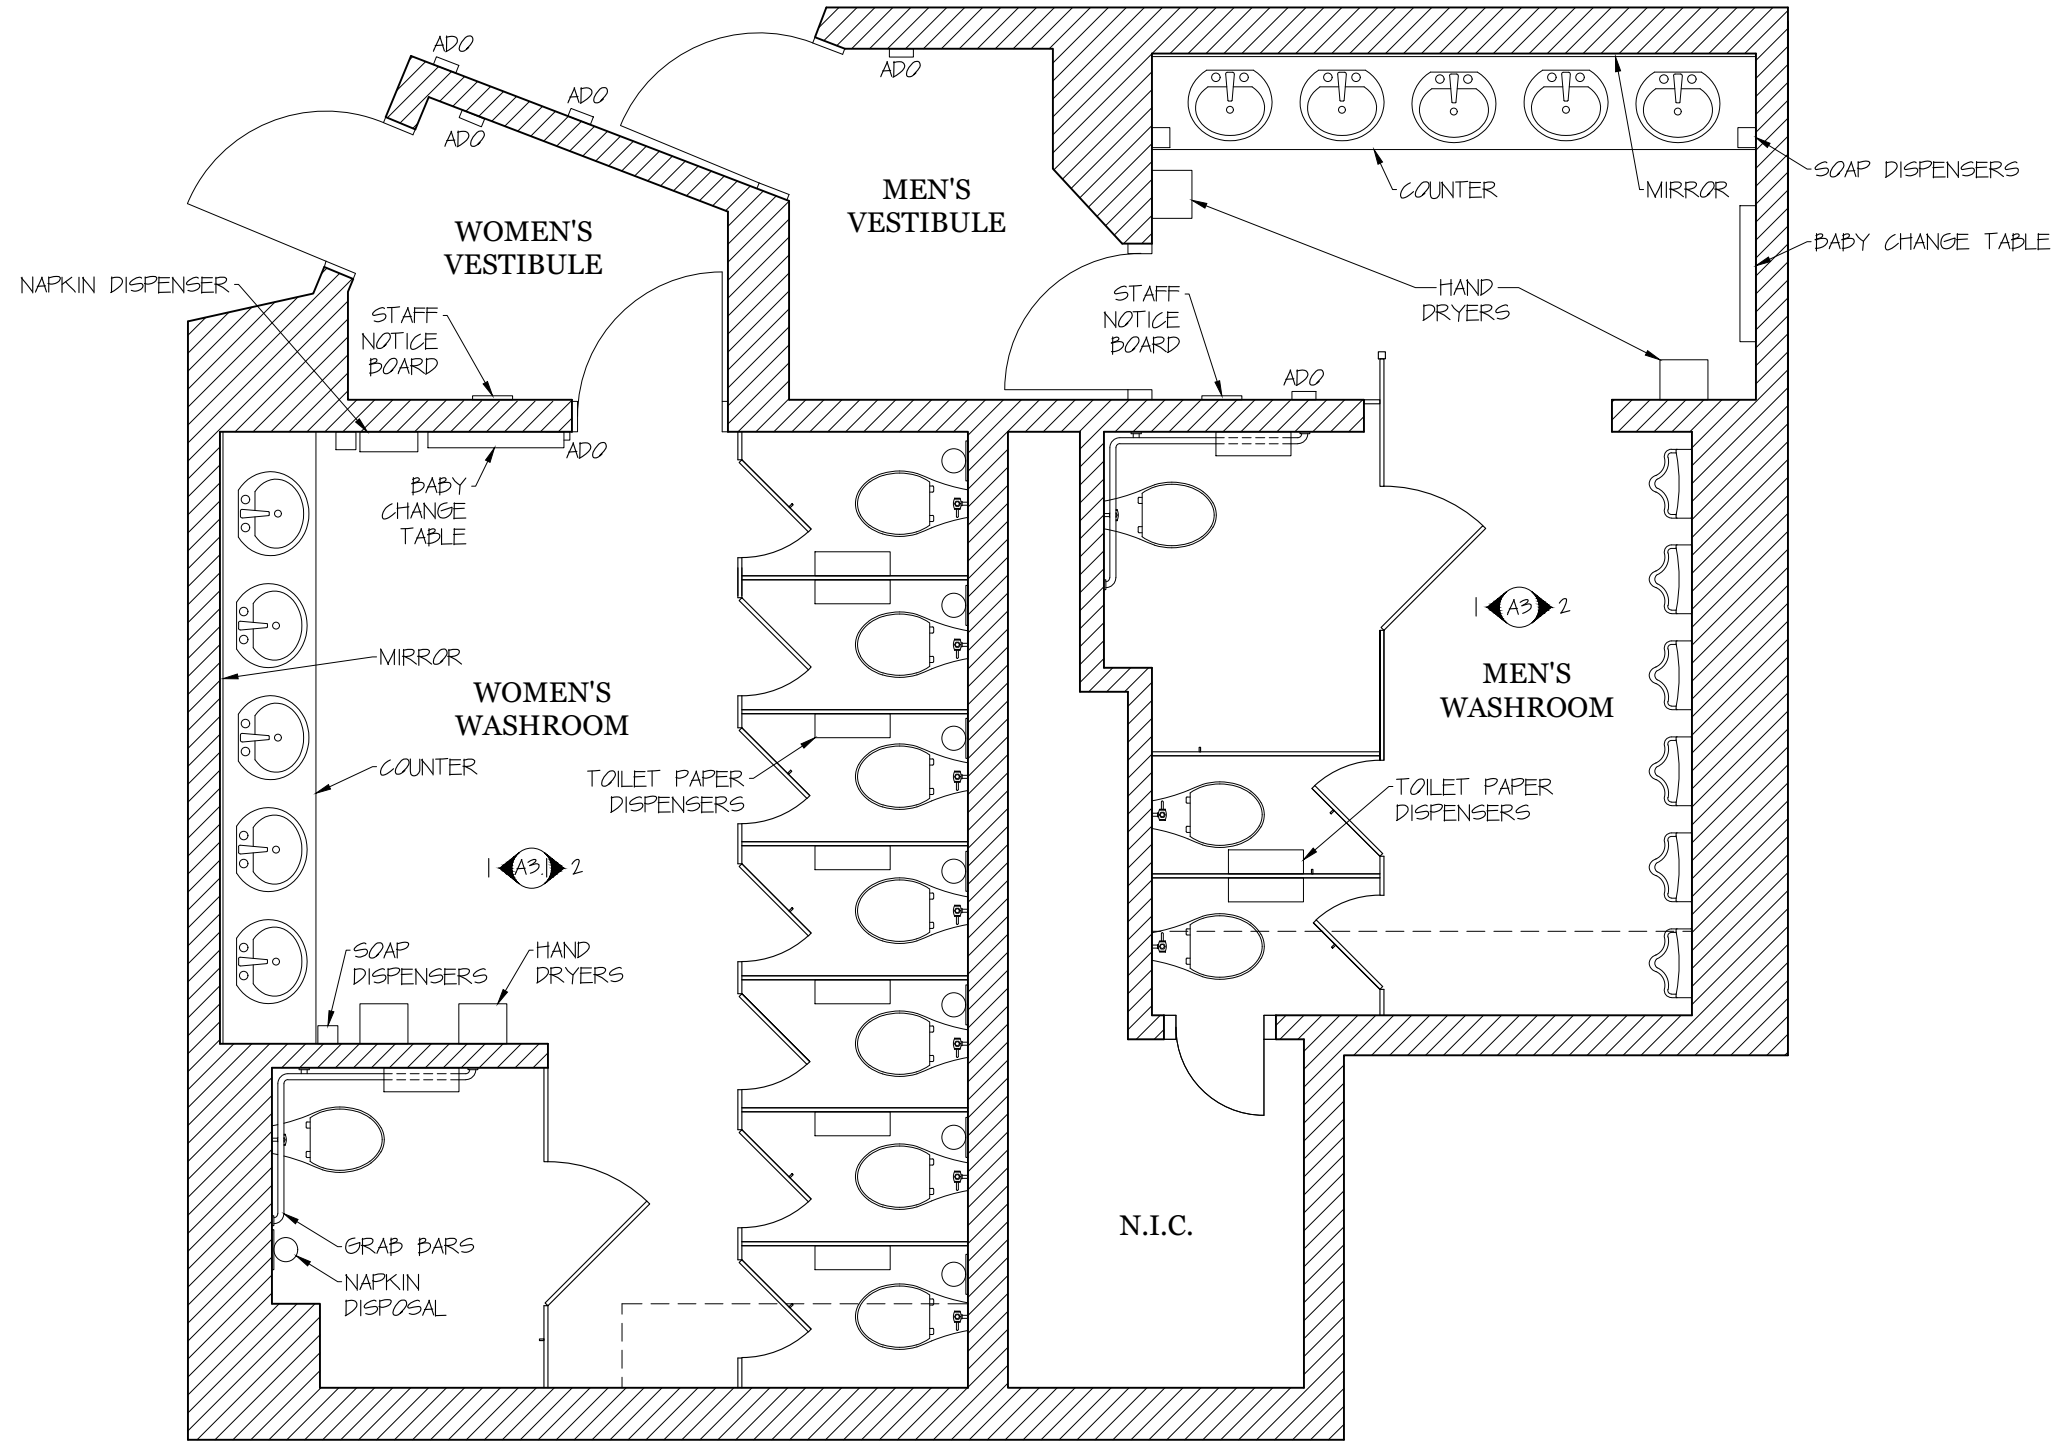 ADO
ADO
ADO
ADO
MEN'S
VESTIBULE
WOMEN'S
VESTIBULE
COUNTER
MIRROR
SOAP DISPENSERS
BABY CHANGE TABLE
NAPKIN DISPENSER
STAFF
NOTICE
BOARD
STAFF
NOTICE
BOARD
HAND
DRYERS
ADO
ADO
BABY
CHANGE
TABLE
1 A3 2
MIRROR
WOMEN'S
WASHROOM
MEN'S
WASHROOM
COUNTER
TOILET PAPER
DISPENSERS
TOILET PAPER
DISPENSERS
1 A3.1 2
SOAP
DISPENSERS
HAND
DRYERS
GRAB BARS
NAPKIN
DISPOSAL
N.I.C.